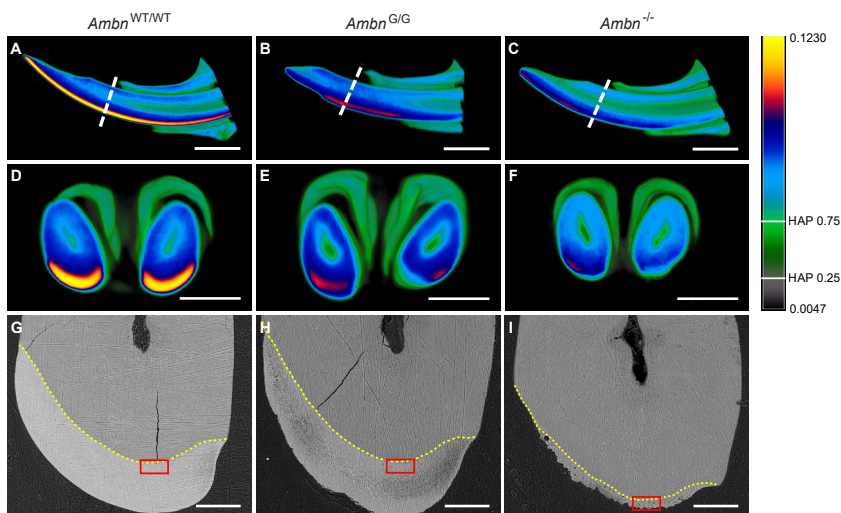 Ambn WT/WT
Ambn G/G
Ambn -/-
A
B
C
0.1230
D
E
F
HAP 0.75
HAP 0.25
0.0047
G
H
I